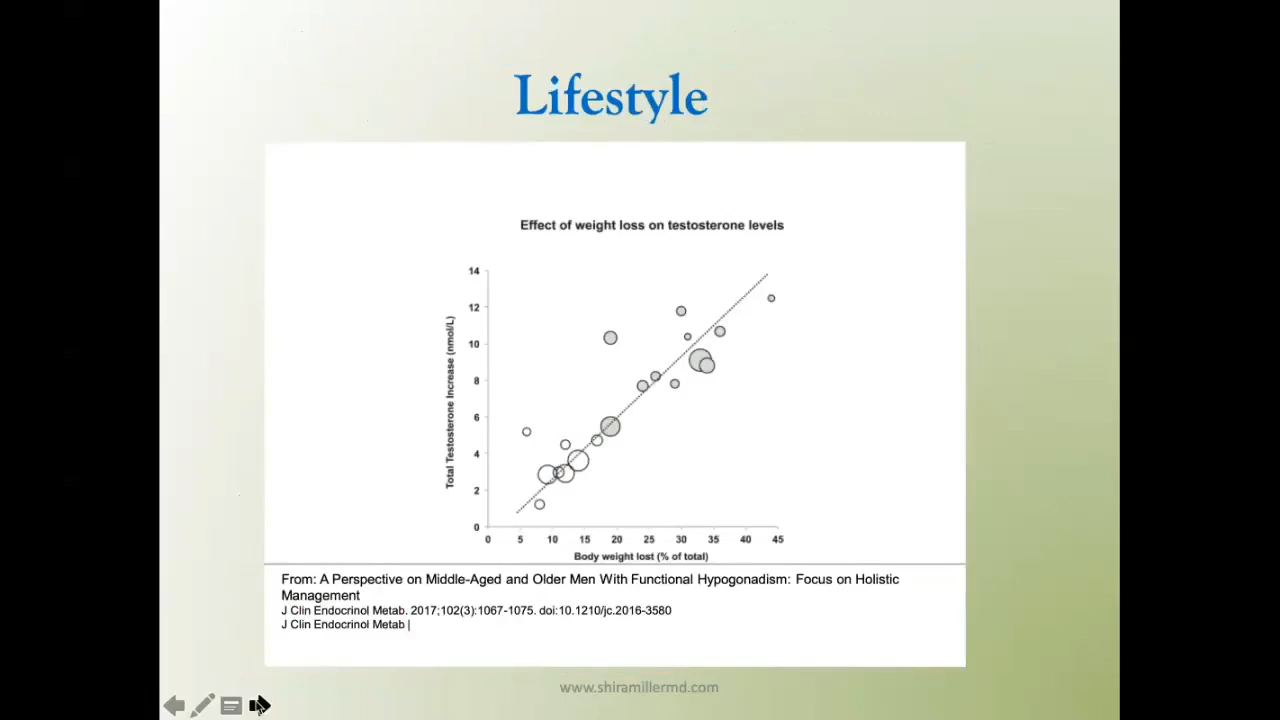 Lifestyle
Effect of weight loss on testosterone levels
14
12
10
8
6
4
2
0
Total Testosterone Increase (nmol/L)
0 5 10 15 20 25 30 35 40 45
Body weight lost (% of total)
From: A Perspective on Middle-Aged and Older Men With Functional Hypogonadism: Focus on Holistic
Management
J Clin Endocrinol Metab. 2017;102(3):1067-1075. doi:10.1210/jc.2016-3580
J Clin Endocrinol Metab |
www.shiramillermd.com